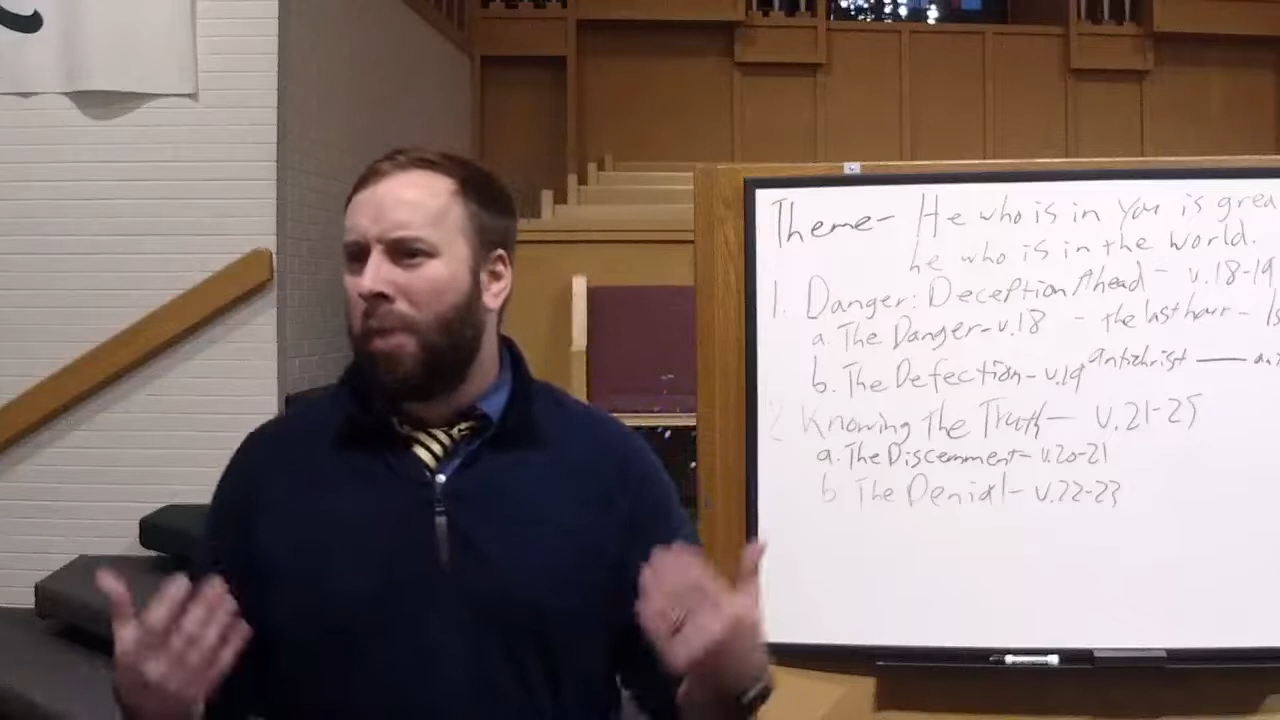 Theme- He who is in you is grea
he who is in the world.
1. Danger: Deception Ahead - v.18-19
a. The Danger-v.18 - the last hour - 1s
b. The Defection-v.19 antichrist — an
2 Knowing the Truth- v.21-25
a. The Discernment- v.20-21
b The Denial- v.22-23